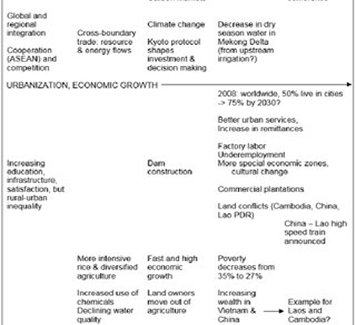 Global and
regional
integration
Cooperation
(ASEAN) and
competition
Cross-boundary
trade: resource
& energy flows
Climate change
Kyoto protocol
shapes
investment &
decision making
Decrease in dry
season water in
Mekong Delta
(from upstream
irrigation?)
URBANIZATION, ECONOMIC GROWTH
2008: worldwide, 50% live in cities
-> 75% by 2030?
Better urban services,
Increase in remittances
Factory labor
Underemployment
More special economic zones,
cultural change
Increasing
education,
infrastructure,
satisfaction, but
rural-urban
inequality
Dam
construction
Commercial plantations
Land conflicts (Cambodia, China,
Lao PDR)
China – Lao high
speed train
announced
More intensive
rice & diversified
agriculture
Fast and high
economic
growth
Poverty
decreases from
35% to 27%
Increased use of
chemicals
Declining water
quality
Land owners
move out of
agriculture
Increasing
wealth in
Vietnam &
China
Example for
Laos and
Cambodia?